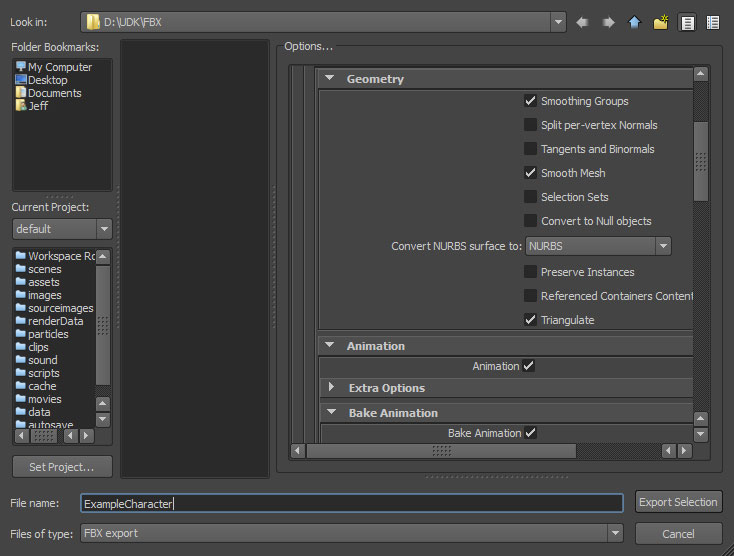 Look in:
D:\UDK\FBX
Folder Bookmarks:
My Computer
Desktop
Documents
Jeff
Current Project:
default
Workspace Ro
scenes
assets
images
sourceimages
renderData
particles
clips
sound
scripts
cache
movies
data
autosave
Set Project...
Options...
Geometry
Smoothing Groups
Split per-vertex Normals
Tangents and Binormals
Smooth Mesh
Selection Sets
Convert to Null objects
Convert NURBS surface to: NURBS
Preserve Instances
Referenced Containers Content
Triangulate
Animation
Animation
Extra Options
Bake Animation
Bake Animation
File name: ExampleCharacter
Export Selection
Files of type: FBX export
Cancel